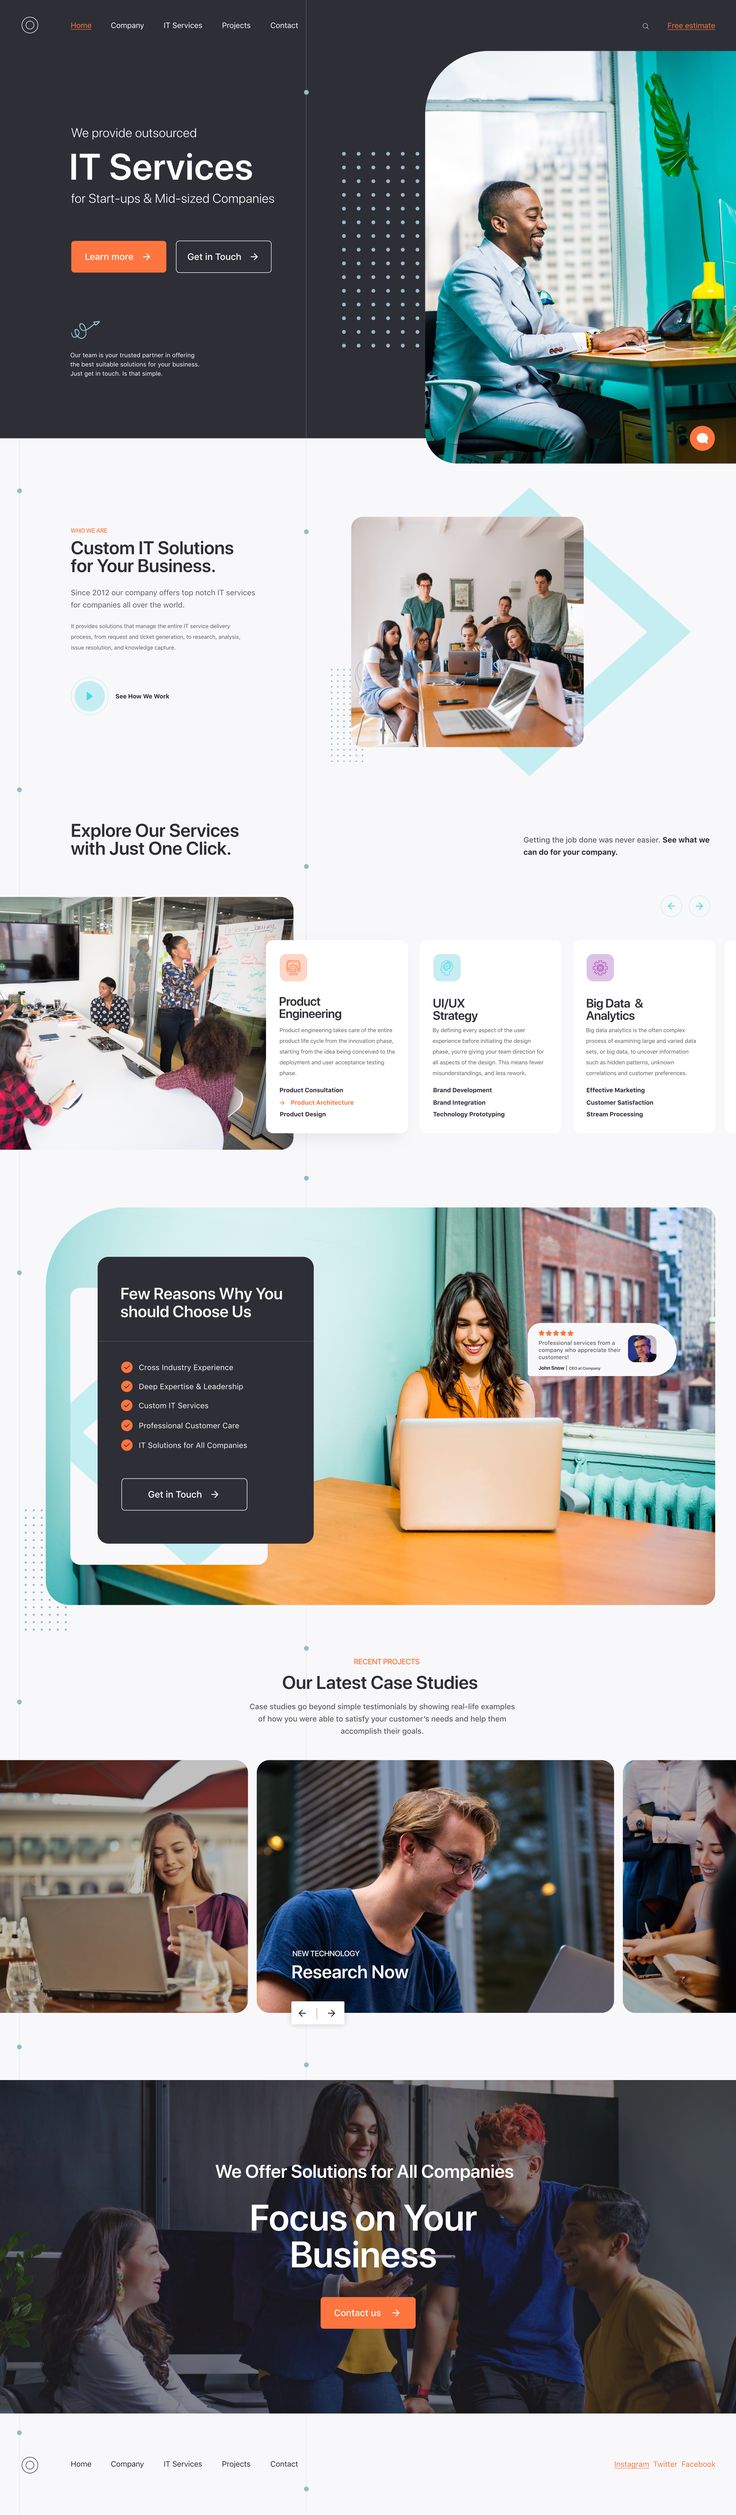 Home Company IT Services Projects Contact Free estimate
We provide outsourced
IT Services
for Start-ups & Mid-sized Companies
Learn more Get in Touch
Our team is your trusted partner in offering
the best suitable solutions for your business.
Just get in touch. Is that simple.
WHO WE ARE
Custom IT Solutions
for Your Business.
Since 2012 our company offers top notch IT services
for companies all over the world.
It provides solutions that manage the entire IT service delivery
process, from request and ticket generation, to research, analysis,
issue resolution, and knowledge capture.
See How We Work
Explore Our Services
with Just One Click.
Getting the job done was never easier. See what we
can do for your company.
Product
Engineering
Product engineering takes care of the entire
product life cycle from the innovation phase,
starting from the idea being conceived to the
deployment and user acceptance testing
phase.
Product Consultation
Product Architecture
Product Design
UI/UX
Strategy
By defining every aspect of the user
experience before initiating the design
phase, you're giving your team direction for
all aspects of the design. This means fewer
misunderstandings, and less rework.
Brand Development
Brand Integration
Technology Prototyping
Big Data &
Analytics
Big data analytics is the often complex
process of examining large and varied data
sets, or big data, to uncover information
such as hidden patterns, unknown
correlations and customer preferences.
Effective Marketing
Customer Satisfaction
Stream Processing
Few Reasons Why You
should Choose Us
Cross Industry Experience
Deep Expertise & Leadership
Custom IT Services
Professional Customer Care
IT Solutions for All Companies
Get in Touch
Professional services from a
company who appreciate their
customers!
John Snow | CEO at Company
RECENT PROJECTS
Our Latest Case Studies
Case studies go beyond simple testimonials by showing real-life examples
of how you were able to satisfy your customer's needs and help them
accomplish their goals.
NEW TECHNOLOGY
Research Now
We Offer Solutions for All Companies
Focus on Your
Business
Contact us
Home Company IT Services Projects Contact Instagram Twitter Facebook